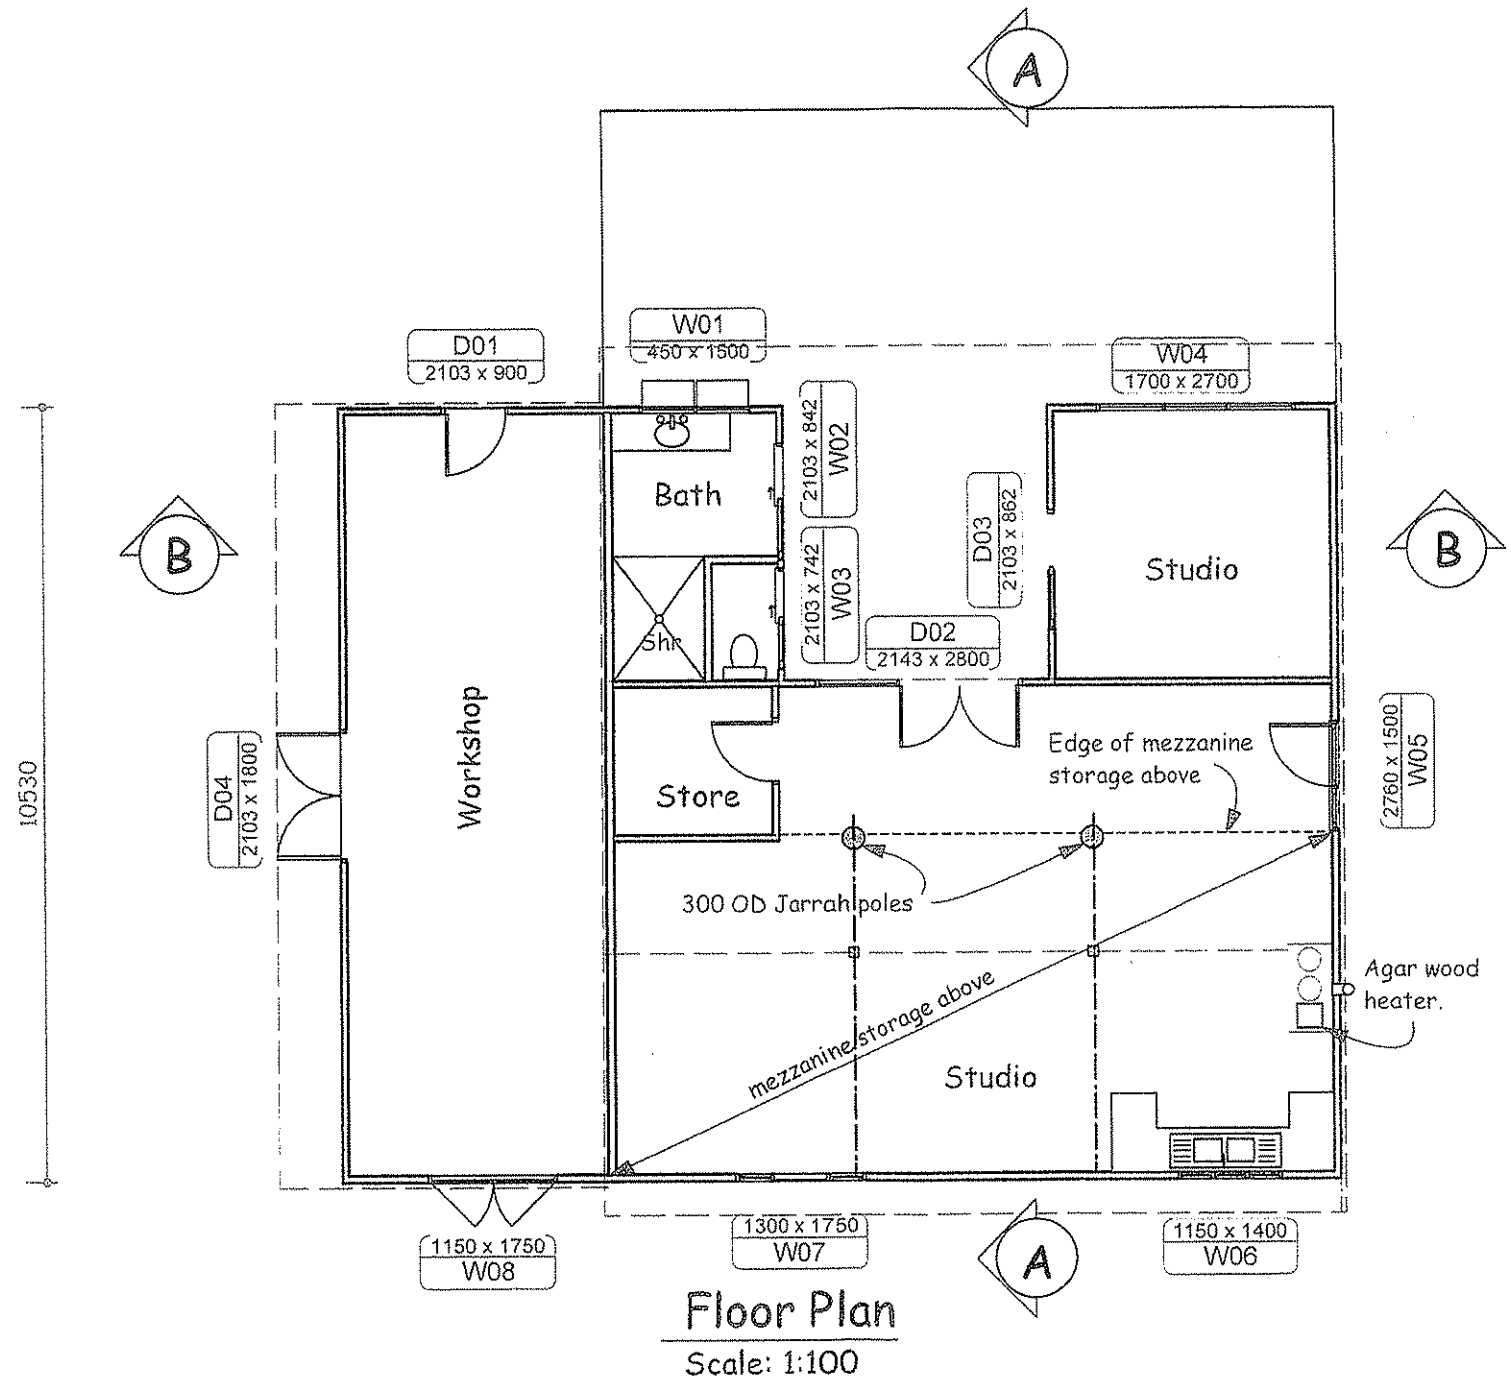 A
W01
450 x 1500
D01
2103 x 900
W04
1700 x 2700
2103 x 842
W02
2103 x 742
W03
D03
2103 x 862
Bath
B
B
Studio
D02
2143 x 2800
Shr
Workshop
Store
Edge of mezzanine
storage above
2760 x 1500
W05
D04
2103 x 1800
10530
300 OD Jarrah poles
mezzanine storage above
Agar wood
heater.
Studio
1300 x 1750
W07
1150 x 1400
W06
1150 x 1750
W08
A
Floor Plan
Scale: 1:100